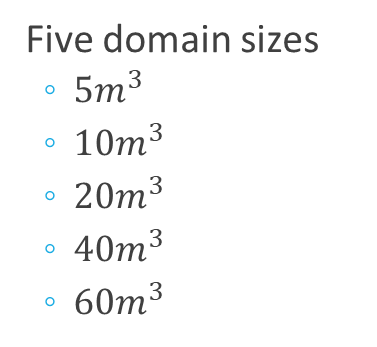 Five domain sizes
◦ 5m³
◦ 10m³
◦ 20m³
◦ 40m³
◦ 60m³